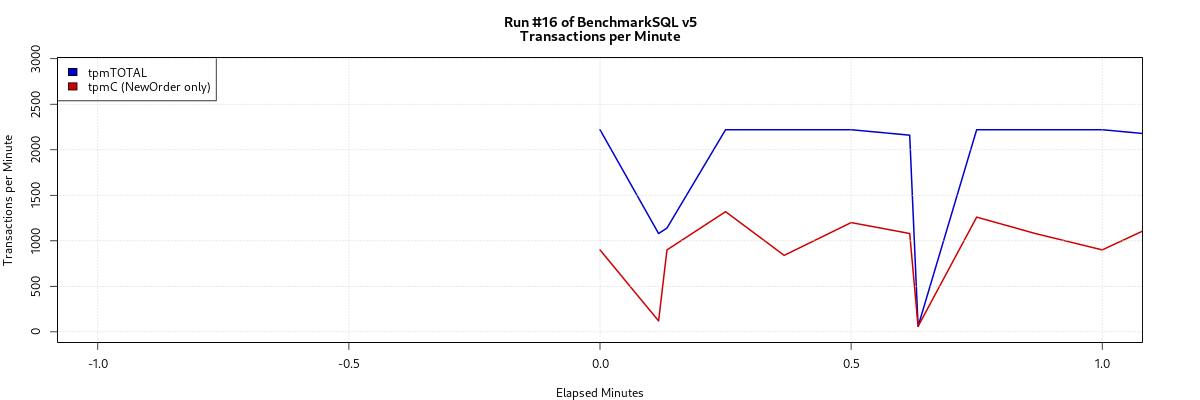 Run #16 of BenchmarkSQL v5
Transactions per Minute
3000
2500
2000
1500
1000
500
0
Transactions per Minute
tpmTOTAL
tpmC (NewOrder only)
-1.0
-0.5
0.0
0.5
1.0
Elapsed Minutes